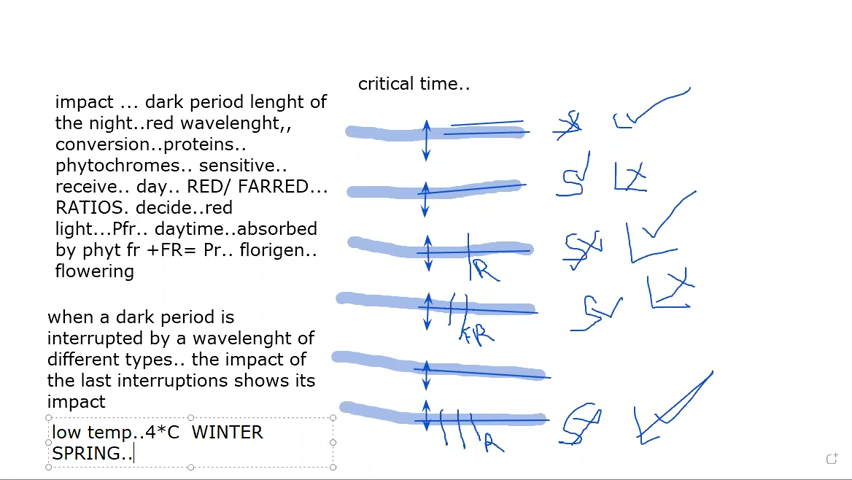 critical time..
impact ... dark period lenght of
the night..red wavelenght,,
conversion..proteins..
phytochromes.. sensitive..
receive.. day.. RED/ FARRED...
RATIOS. decide..red
light...Pfr.. daytime..absorbed
by phyt fr +FR= Pr.. florigen..
flowering
when a dark period is
interrupted by a wavelenght of
different types.. the impact of
the last interruptions shows its
impact
low temp..4*C  WINTER
SPRING..
S L
S L
R S L
FR S L
R S L